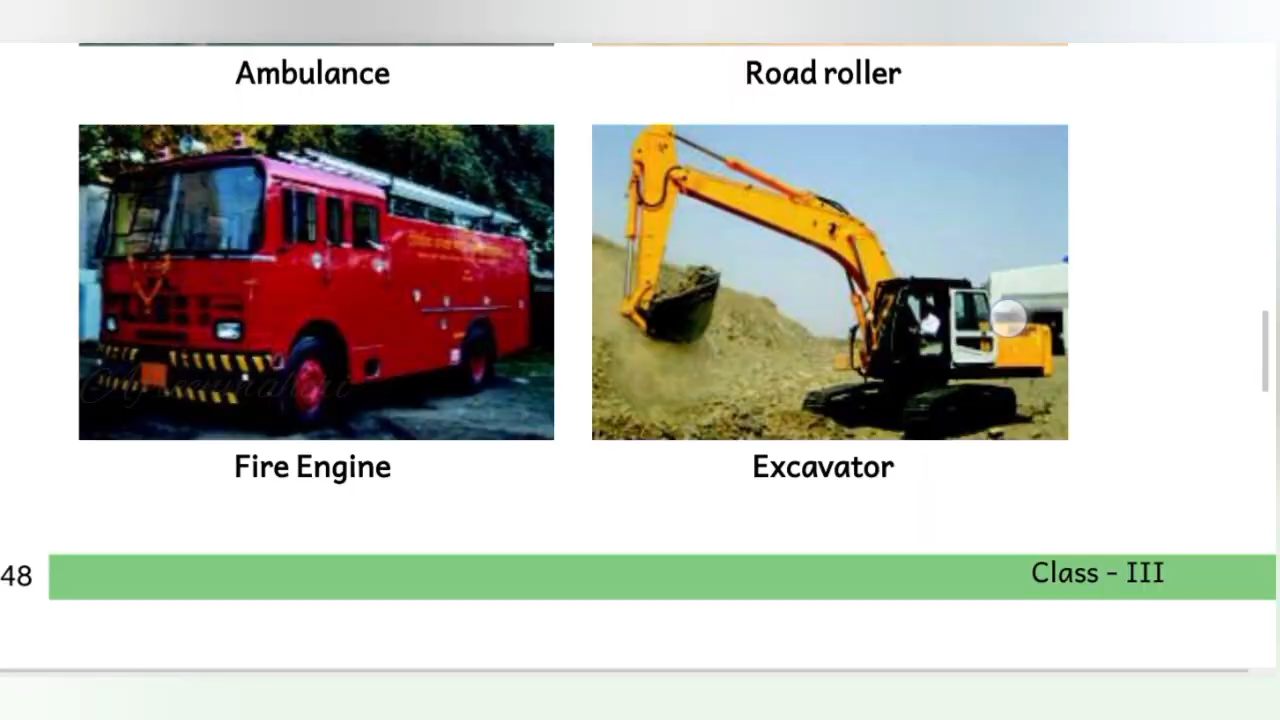 Ambulance
Road roller
Fire Engine
Excavator
48
Class - III